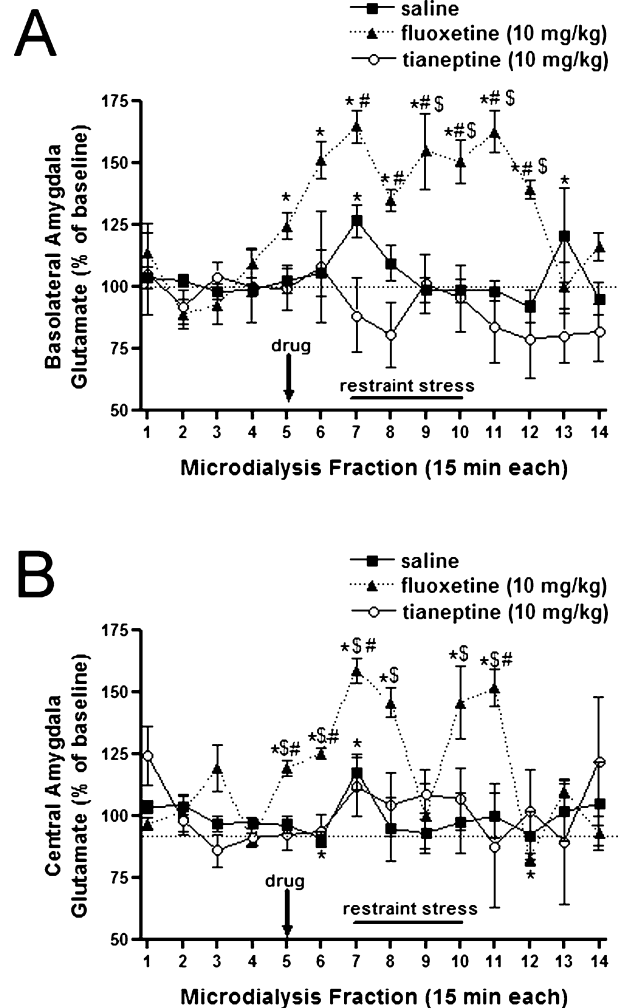 A
saline
fluoxetine (10 mg/kg)
tianeptine (10 mg/kg)
Basolateral Amygdala
Glutamate (% of baseline)
175
150
125
100
75
50
* * *# *# *#$ *#$ *#$ *#$ *
*
drug
restraint stress
1 2 3 4 5 6 7 8 9 10 11 12 13 14
Microdialysis Fraction (15 min each)
B
saline
fluoxetine (10 mg/kg)
tianeptine (10 mg/kg)
Central Amygdala
Glutamate (% of baseline)
175
150
125
100
75
50
*$# *$# *$# *$ *$ *$#
*
* *
drug
restraint stress
1 2 3 4 5 6 7 8 9 10 11 12 13 14
Microdialysis Fraction (15 min each)